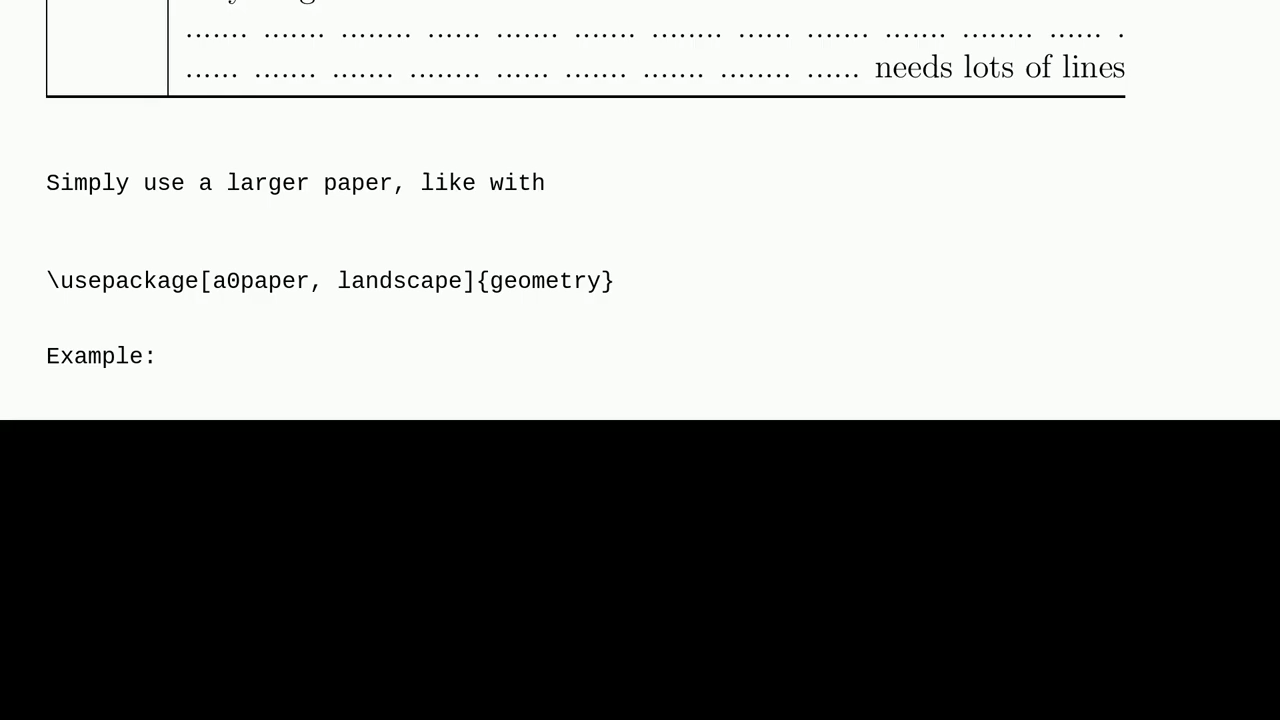 ....... ....... ........ ...... ....... ....... ........ ...... ....... ....... ........ ...... .
...... ....... ....... ........ ...... ....... ....... ........ ...... needs lots of lines
Simply use a larger paper, like with
\usepackage[a0paper, landscape]{geometry}
Example: